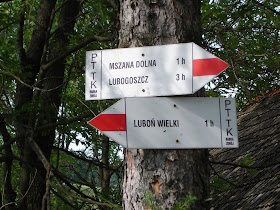 PTTK
MSZANA DOLNA 1 h
LUBOGOSZCZ 3 h
LUBOŃ WIELKI 1 h
PTTK